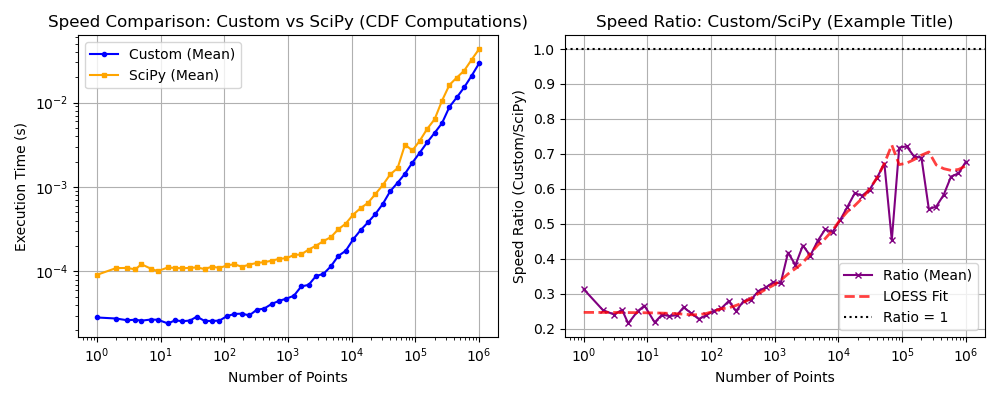 Speed Comparison: Custom vs SciPy (CDF Computations)
Execution Time (s)
10⁻²
10⁻³
10⁻⁴
Custom (Mean)
SciPy (Mean)
10⁰ 10¹ 10² 10³ 10⁴ 10⁵ 10⁶
Number of Points
Speed Ratio: Custom/SciPy (Example Title)
Speed Ratio (Custom/SciPy)
1.0
0.9
0.8
0.7
0.6
0.5
0.4
0.3
0.2
Ratio (Mean)
LOESS Fit
Ratio = 1
10⁰ 10¹ 10² 10³ 10⁴ 10⁵ 10⁶
Number of Points